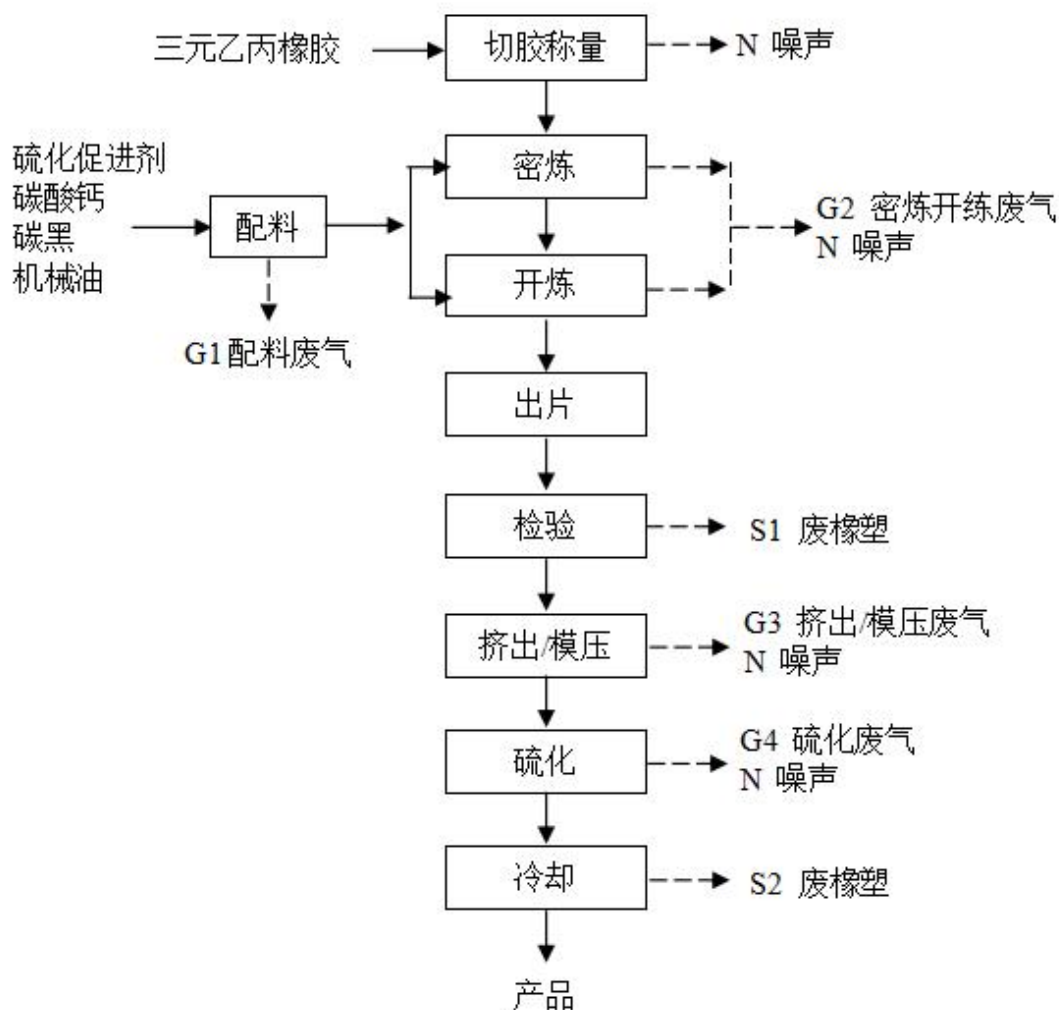 三元乙丙橡胶
切胶称量
N 噪声
硫化促进剂
碳酸钙
碳黑
机械油
配料
密炼
开炼
G2 密炼开练废气
N 噪声
G1配料废气
出片
检验
S1 废橡塑
挤出/模压
G3 挤出/模压废气
N 噪声
硫化
G4 硫化废气
N 噪声
冷却
S2 废橡塑
产品